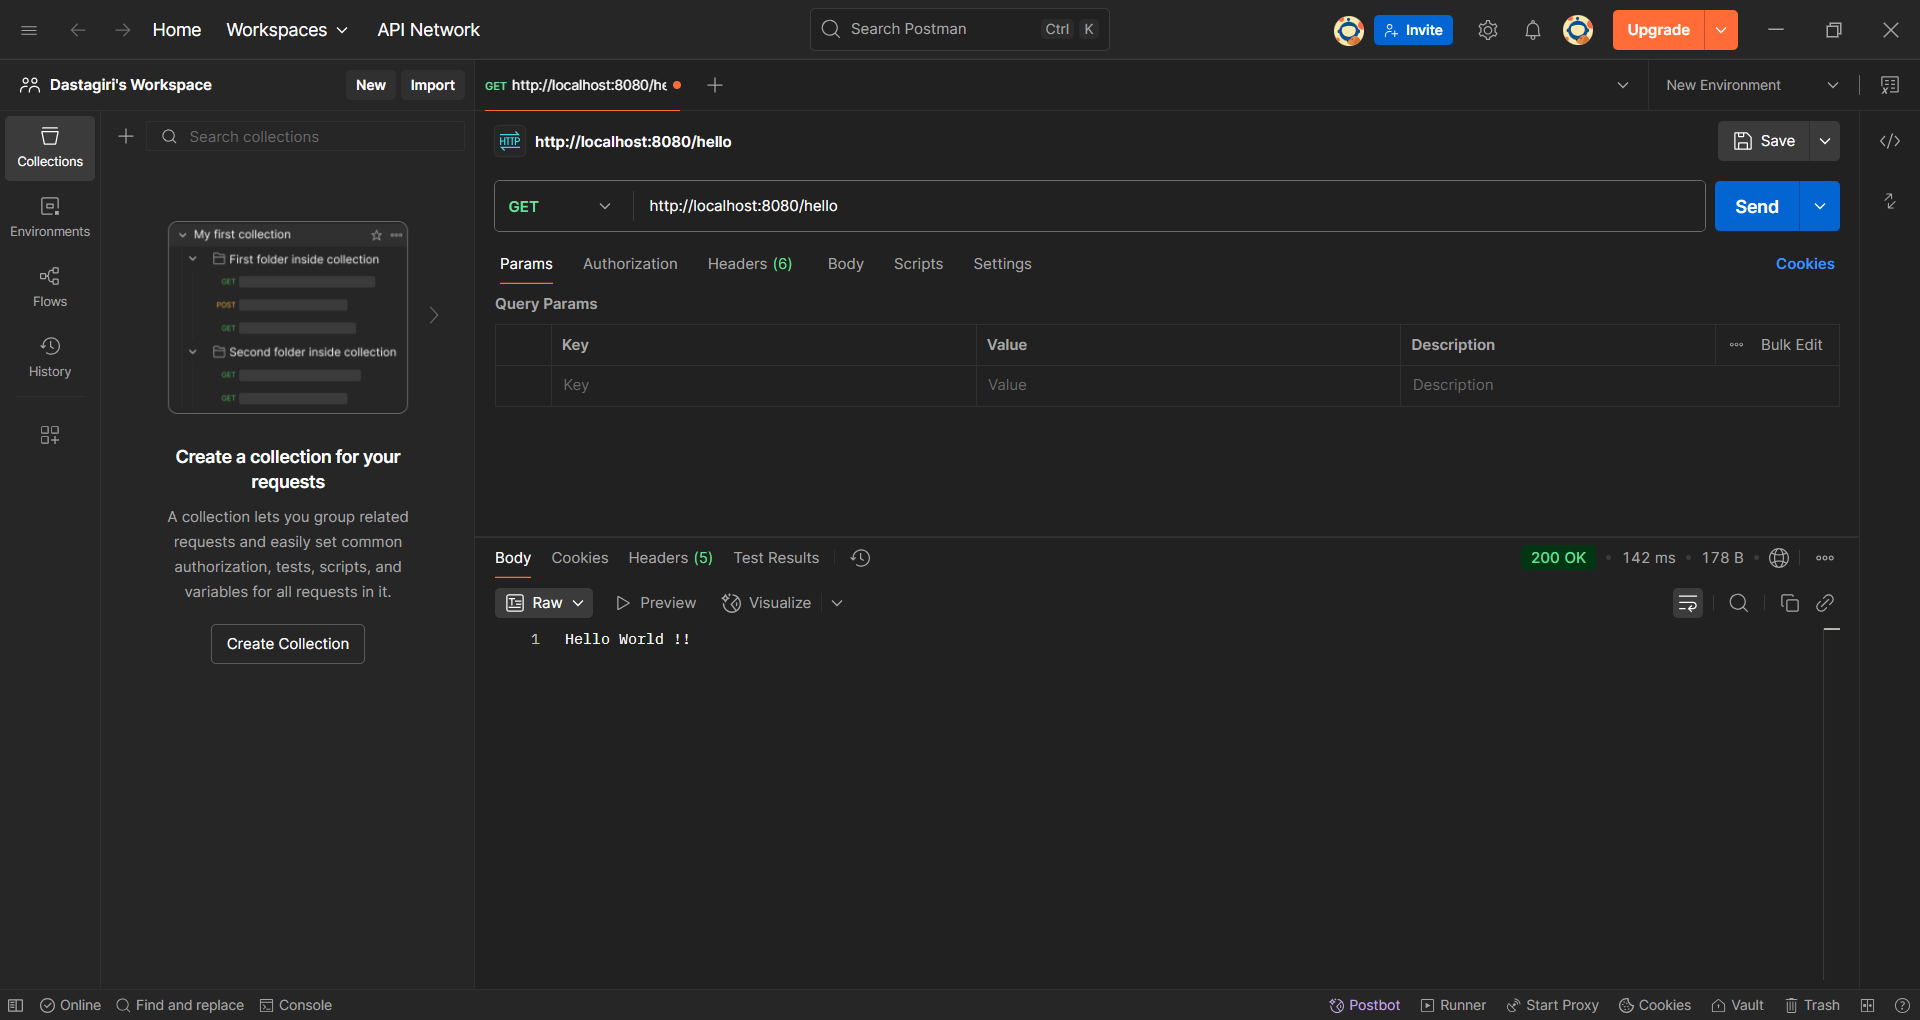 Home Workspaces API Network Search Postman Ctrl K Invite Upgrade
Dastagiri's Workspace New Import GET http://localhost:8080/he New Environment
Collections
Search collections
HTTP http://localhost:8080/hello Save
Environments
GET http://localhost:8080/hello Send
My first collection
First folder inside collection
GET
POST
GET
Second folder inside collection
GET
GET
Params Authorization Headers (6) Body Scripts Settings Cookies
Flows
Query Params
Key Value Description Bulk Edit
Key Value Description
History
Create a collection for your
requests
A collection lets you group related
requests and easily set common
authorization, tests, scripts, and
variables for all requests in it.
Create Collection
Body Cookies Headers (5) Test Results 200 OK 142 ms 178 B
Raw Preview Visualize
1 Hello World !!
Online Find and replace Console Postbot Runner Start Proxy Cookies Vault Trash